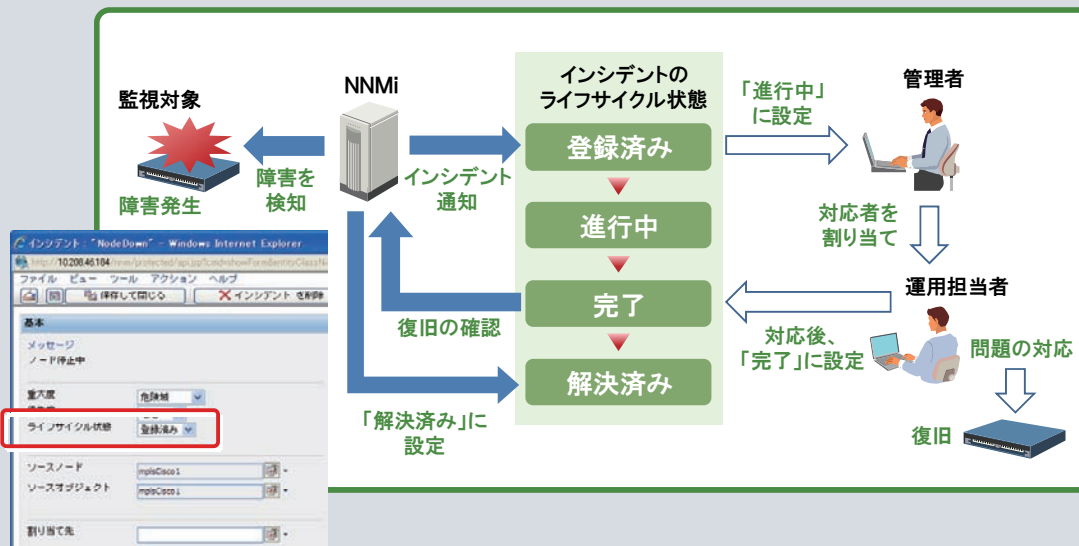 監視対象
障害発生
障害を
検知
NNMi
インシデント
通知
インシデントの
ライフサイクル状態
登録済み
進行中
完了
解決済み
「進行中」
に設定
管理者
対応者を
割り当て
運用担当者
対応後、
「完了」に設定
問題の対応
復旧
復旧の確認
「解決済み」に
設定
インシデント : "NodeDown" - Windows Internet Explorer
ファイル ビュー ツール アクション ヘルプ
保存して閉じる インシデント を削除
基本
メッセージ
ノード停止中
重大度 危険域
ライフサイクル状態 登録済み
ソースノード mplsCisco1
ソースオブジェクト mplsCisco1
割り当て先